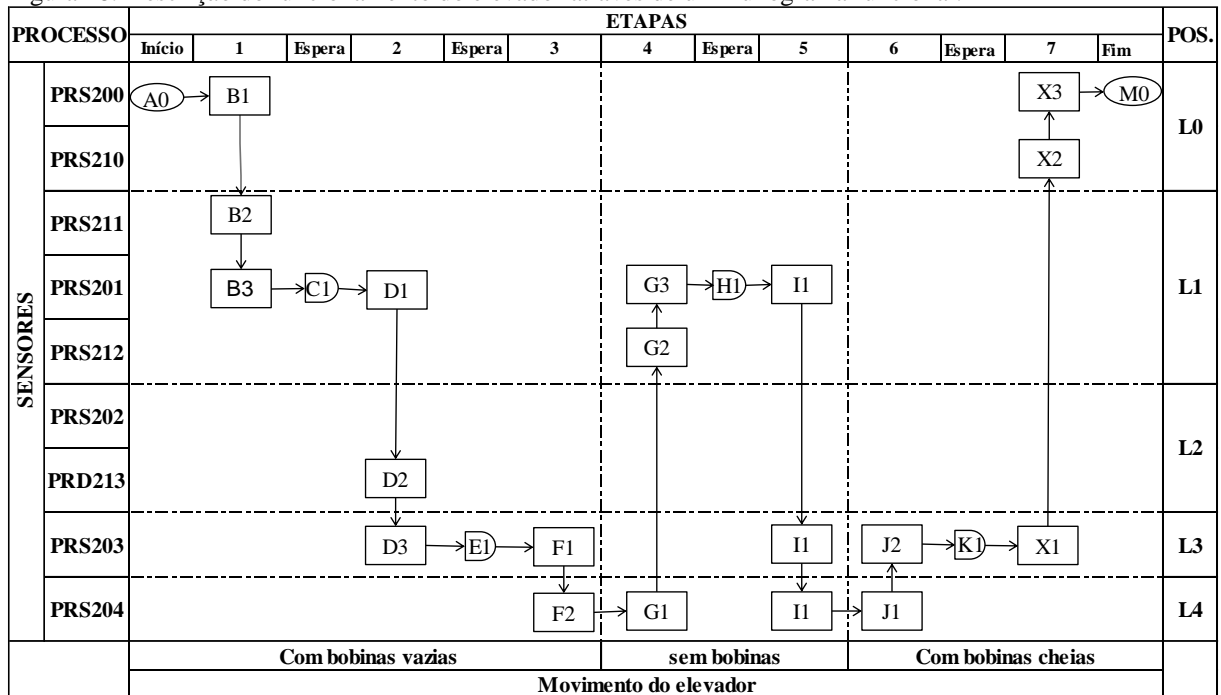 PROCESSO ETAPAS POS.
Início 1 Espera 2 Espera 3 4 Espera 5 6 Espera 7 Fim
SENSORES
PRS200 A0 B1 X3 M0
L0
PRS210 X2
PRS211 B2
PRS201 B3 C1 D1 G3 H1 I1 L1
PRS212 G2
PRS202
L2
PRD213 D2
PRS203 D3 E1 F1 I1 J2 K1 X1 L3
PRS204 F2 G1 I1 J1 L4
Com bobinas vazias sem bobinas Com bobinas cheias
Movimento do elevador